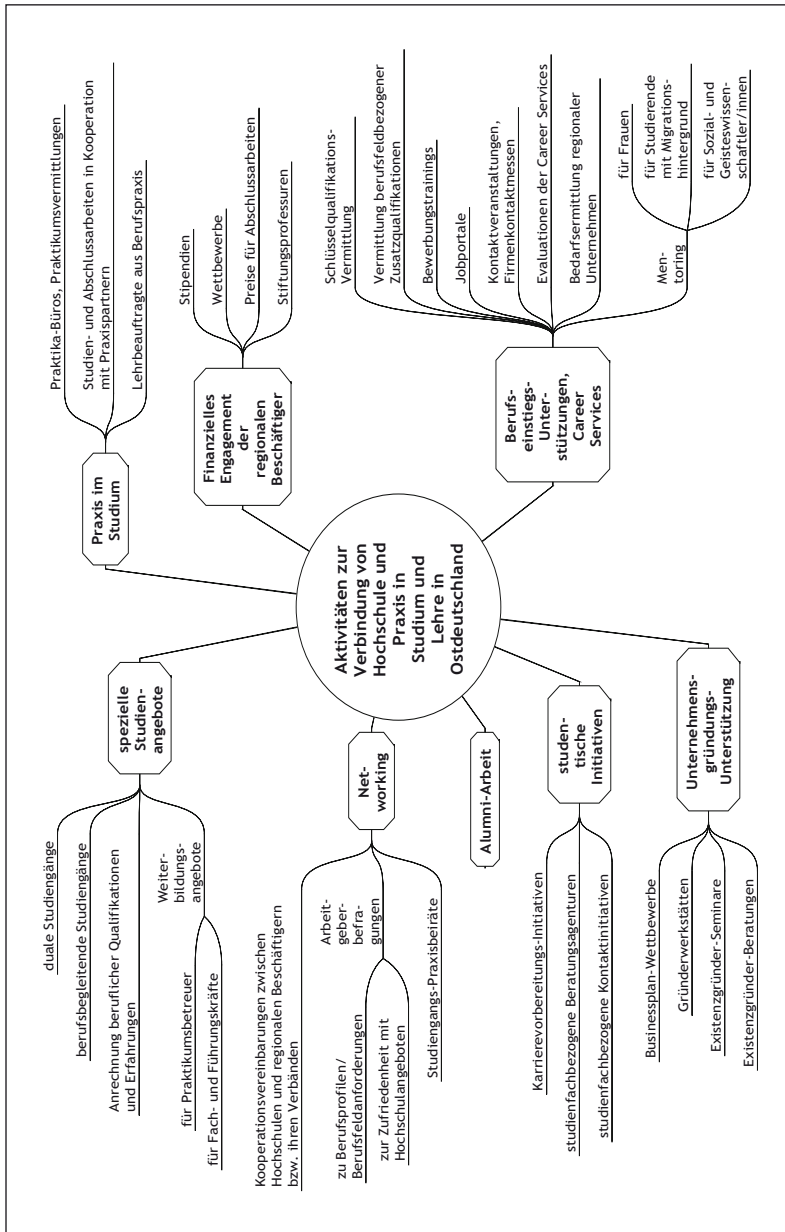 Aktivitäten zur
Verbindung von
Hochschule und
Praxis in
Studium und
Lehre in
Ostdeutschland
spezielle
Studien-
angebote
duale Studiengänge
berufsbegleitende Studiengänge
Anrechnung beruflicher Qualifikationen
und Erfahrungen
Weiter-
bildungs-
angebote
für Praktikumsbetreuer
für Fach- und Führungskräfte
Net-
working
Kooperationsvereinbarungen zwischen
Hochschulen und regionalen Beschäftigern
bzw. ihren Verbänden
Arbeit-
geber-
befra-
gungen
zu Berufsprofilen/
Berufsfeldanforderungen
zur Zufriedenheit mit
Hochschulangeboten
Studiengangs-Praxisbeiräte
Alumni-Arbeit
studen-
tische
Initiativen
Karrierevorbereitungs-Initiativen
studienfachbezogene Beratungsagenturen
studienfachbezogene Kontaktinitiativen
Unternehmens-
gründungs-
Unterstützung
Businessplan-Wettbewerbe
Gründerwerkstätten
Existenzgründer-Seminare
Existenzgründer-Beratungen
Praxis im
Studium
Praktika-Büros, Praktikumsvermittlungen
Studien- und Abschlussarbeiten in Kooperation
mit Praxispartnern
Lehrbeauftragte aus Berufspraxis
Finanzielles
Engagement
der
regionalen
Beschäftiger
Stipendien
Wettbewerbe
Preise für Abschlussarbeiten
Stiftungsprofessuren
Berufs-
einstiegs-
Unter-
stützungen,
Career
Services
Schlüsselqualifikations-
Vermittlung
Vermittlung berufsfeldbezogener
Zusatzqualifikationen
Bewerbungstrainings
Jobportale
Kontaktveranstaltungen,
Firmenkontaktmessen
Evaluationen der Career Services
Bedarfsermittlung regionaler
Unternehmen
Men-
toring
für Frauen
für Studierende
mit Migrations-
hintergrund
für Sozial- und
Geisteswissen-
schaftler/innen